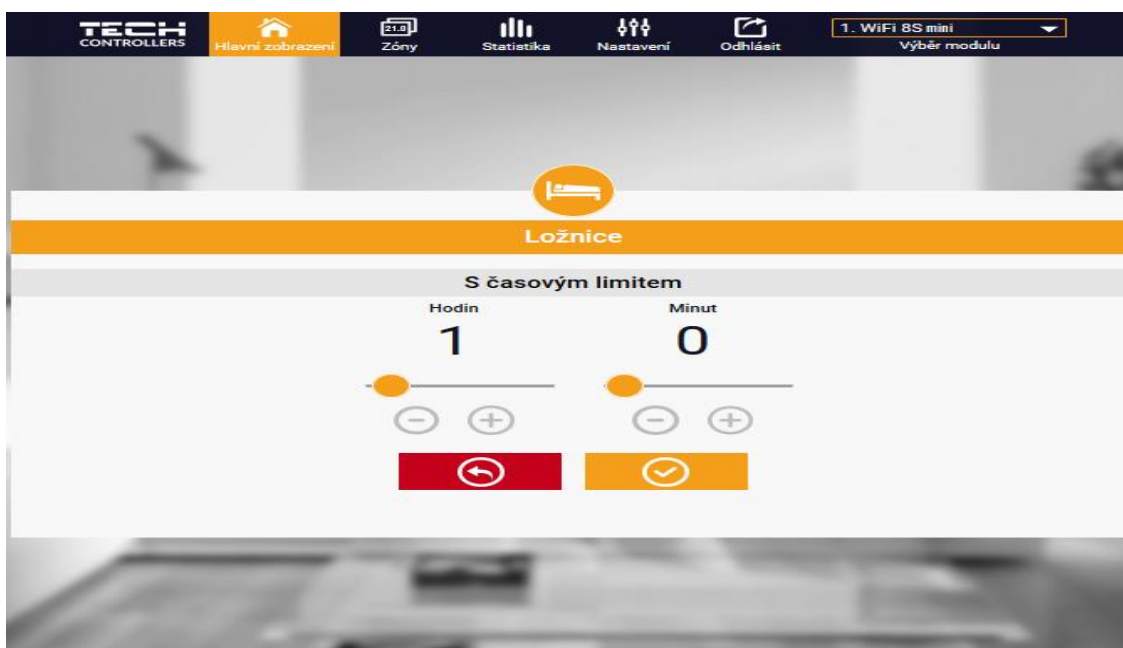 TECH
CONTROLLERS
Hlavní zobrazení
21.0
Zóny
Statistika
Nastavení
Odhlásit
1. WiFi 8S mini
Výběr modulu
Ložnice
S časovým limitem
Hodin
Minut
1
0